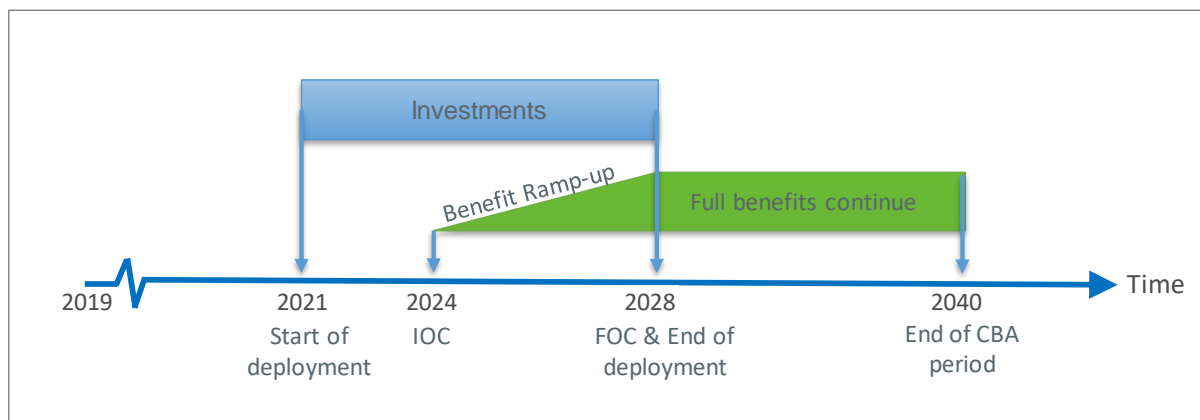 Investments
Benefit Ramp-up
Full benefits continue
Time
2019
2021
2024
2028
2040
Start of
deployment
IOC
FOC & End of
deployment
End of CBA
period